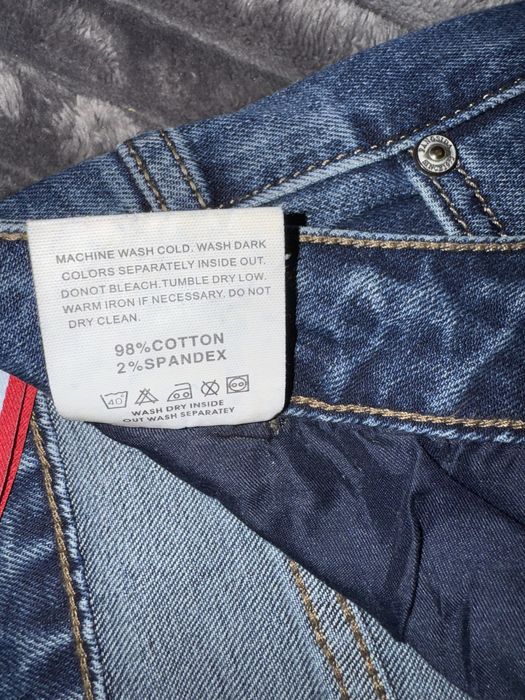 MACHINE WASH COLD. WASH DARK
COLORS SEPARATELY INSIDE OUT.
DONOT BLEACH.TUMBLE DRY LOW.
WARM IRON IF NECESSARY. DO NOT
DRY CLEAN.
98%COTTON
2%SPANDEX
40
WASH DRY INSIDE
OUT WASH SEPARATEY